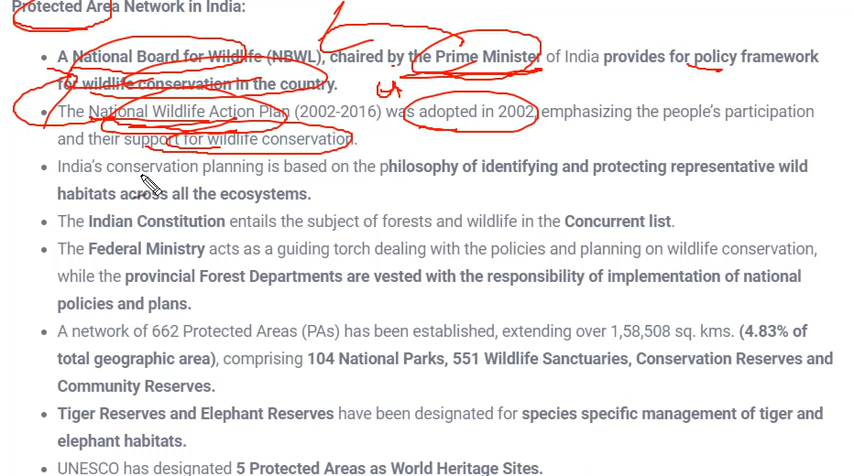 Protected Area Network in India:
A National Board for Wildlife (NBWL), chaired by the Prime Minister of India provides for policy framework
for wildlife conservation in the country.
The National Wildlife Action Plan (2002-2016) was adopted in 2002, emphasizing the people's participation
and their support for wildlife conservation.
India's conservation planning is based on the philosophy of identifying and protecting representative wild
habitats across all the ecosystems.
The Indian Constitution entails the subject of forests and wildlife in the Concurrent list.
The Federal Ministry acts as a guiding torch dealing with the policies and planning on wildlife conservation,
while the provincial Forest Departments are vested with the responsibility of implementation of national
policies and plans.
A network of 662 Protected Areas (PAs) has been established, extending over 1,58,508 sq. kms. (4.83% of
total geographic area), comprising 104 National Parks, 551 Wildlife Sanctuaries, Conservation Reserves and
Community Reserves.
Tiger Reserves and Elephant Reserves have been designated for species specific management of tiger and
elephant habitats.
UNESCO has designated 5 Protected Areas as World Heritage Sites.